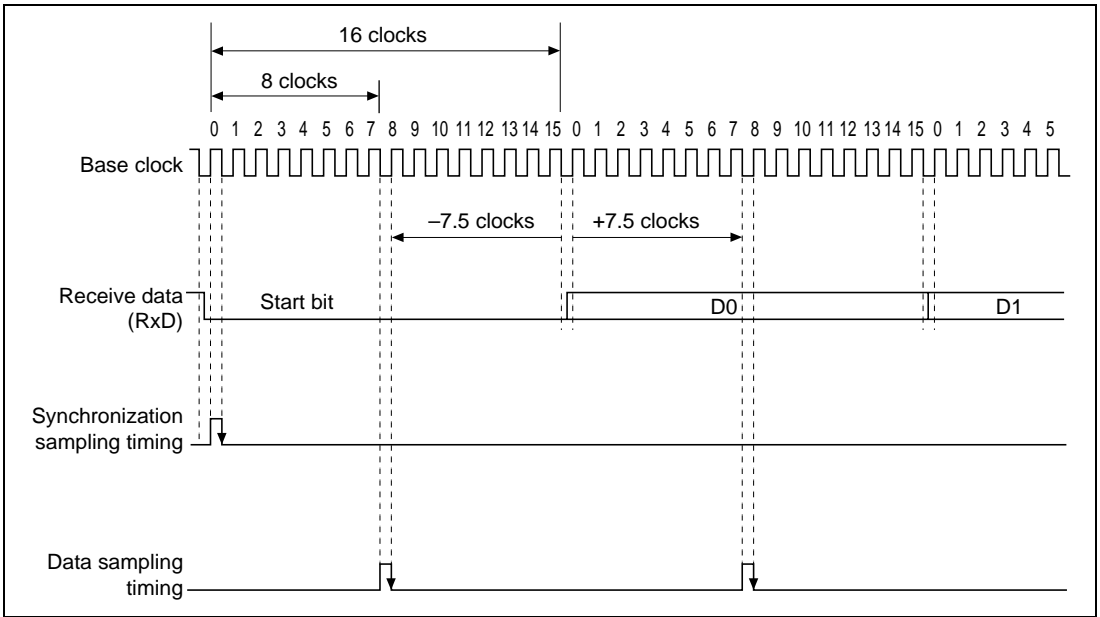 16 clocks
8 clocks
0 1 2 3 4 5 6 7 8 9 10 11 12 13 14 15 0 1 2 3 4 5 6 7 8 9 10 11 12 13 14 15 0 1 2 3 4 5
Base clock
–7.5 clocks +7.5 clocks
Receive data
(RxD)
Start bit D0 D1
Synchronization
sampling timing
Data sampling
timing